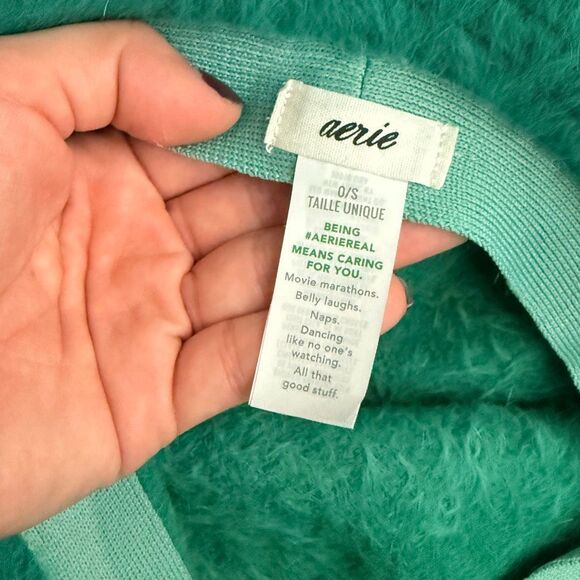 aerie
O/S
TAILLE UNIQUE
BEING
#AERIEREAL
MEANS CARING
FOR YOU.
Movie marathons.
Belly laughs.
Naps.
Dancing
like no one's
watching.
All that
good stuff.